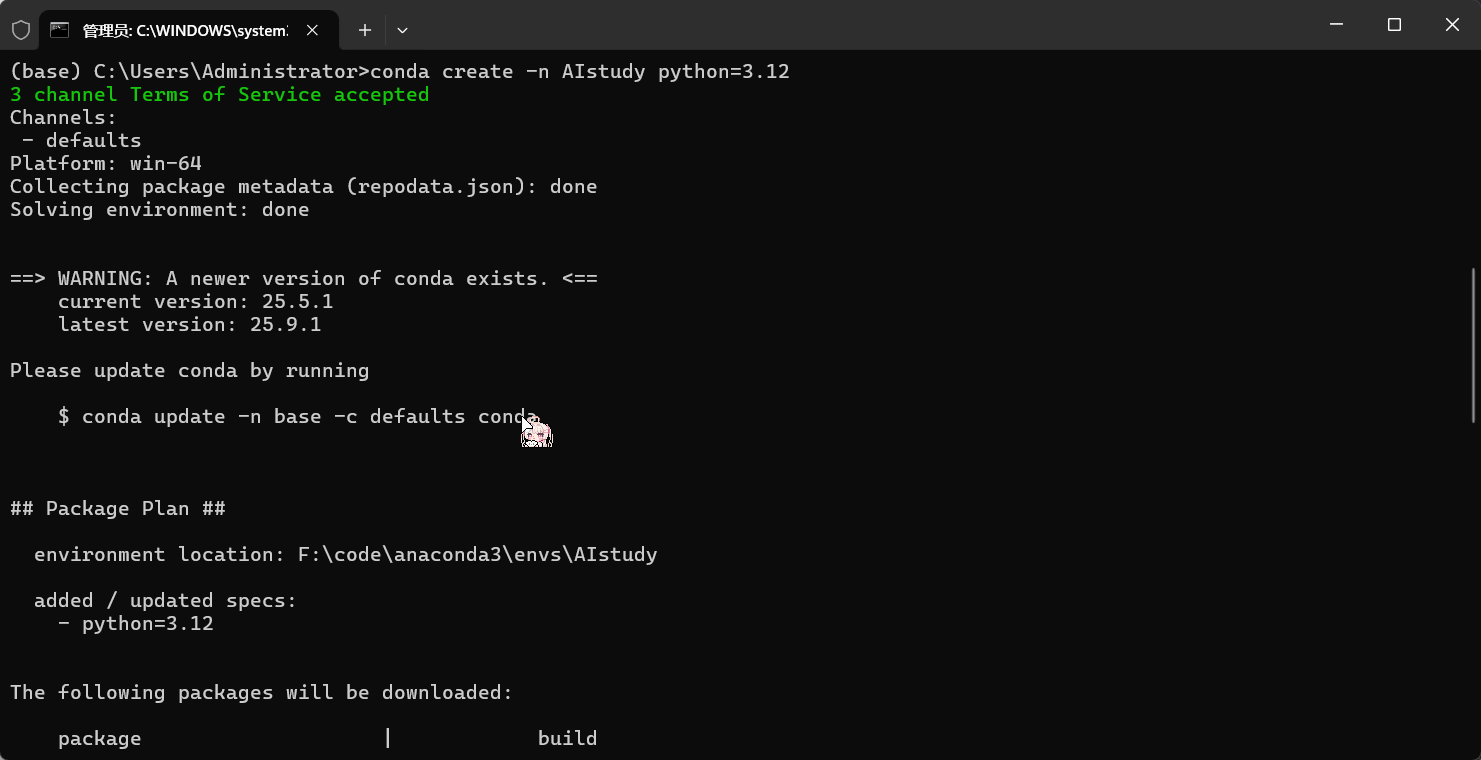 管理员: C:\WINDOWS\system
(base) C:\Users\Administrator>conda create -n AIstudy python=3.12
3 channel Terms of Service accepted
Channels:
 - defaults
Platform: win-64
Collecting package metadata (repodata.json): done
Solving environment: done
==> WARNING: A newer version of conda exists. <==
    current version: 25.5.1
    latest version: 25.9.1
Please update conda by running
    $ conda update -n base -c defaults conda
## Package Plan ##
  environment location: F:\code\anaconda3\envs\AIstudy
  added / updated specs:
    - python=3.12
The following packages will be downloaded:
    package                    |            build